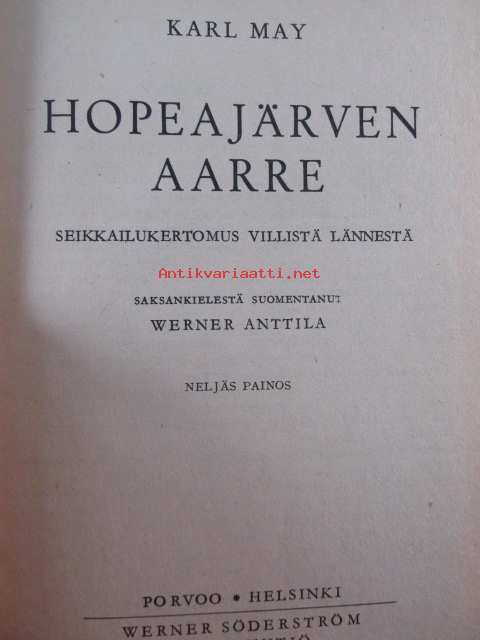 KARL MAY
HOPEAJÄRVEN
AARRE
SEIKKAILUKERTOMUS VILLISTÄ LÄNNESTÄ
Antikvariaatti.net
SAKSANKIELESTÄ SUOMENTANUT
WERNER ANTTILA
NELJÄS PAINOS
PORVOO • HELSINKI
WERNER SÖDERSTRÖM